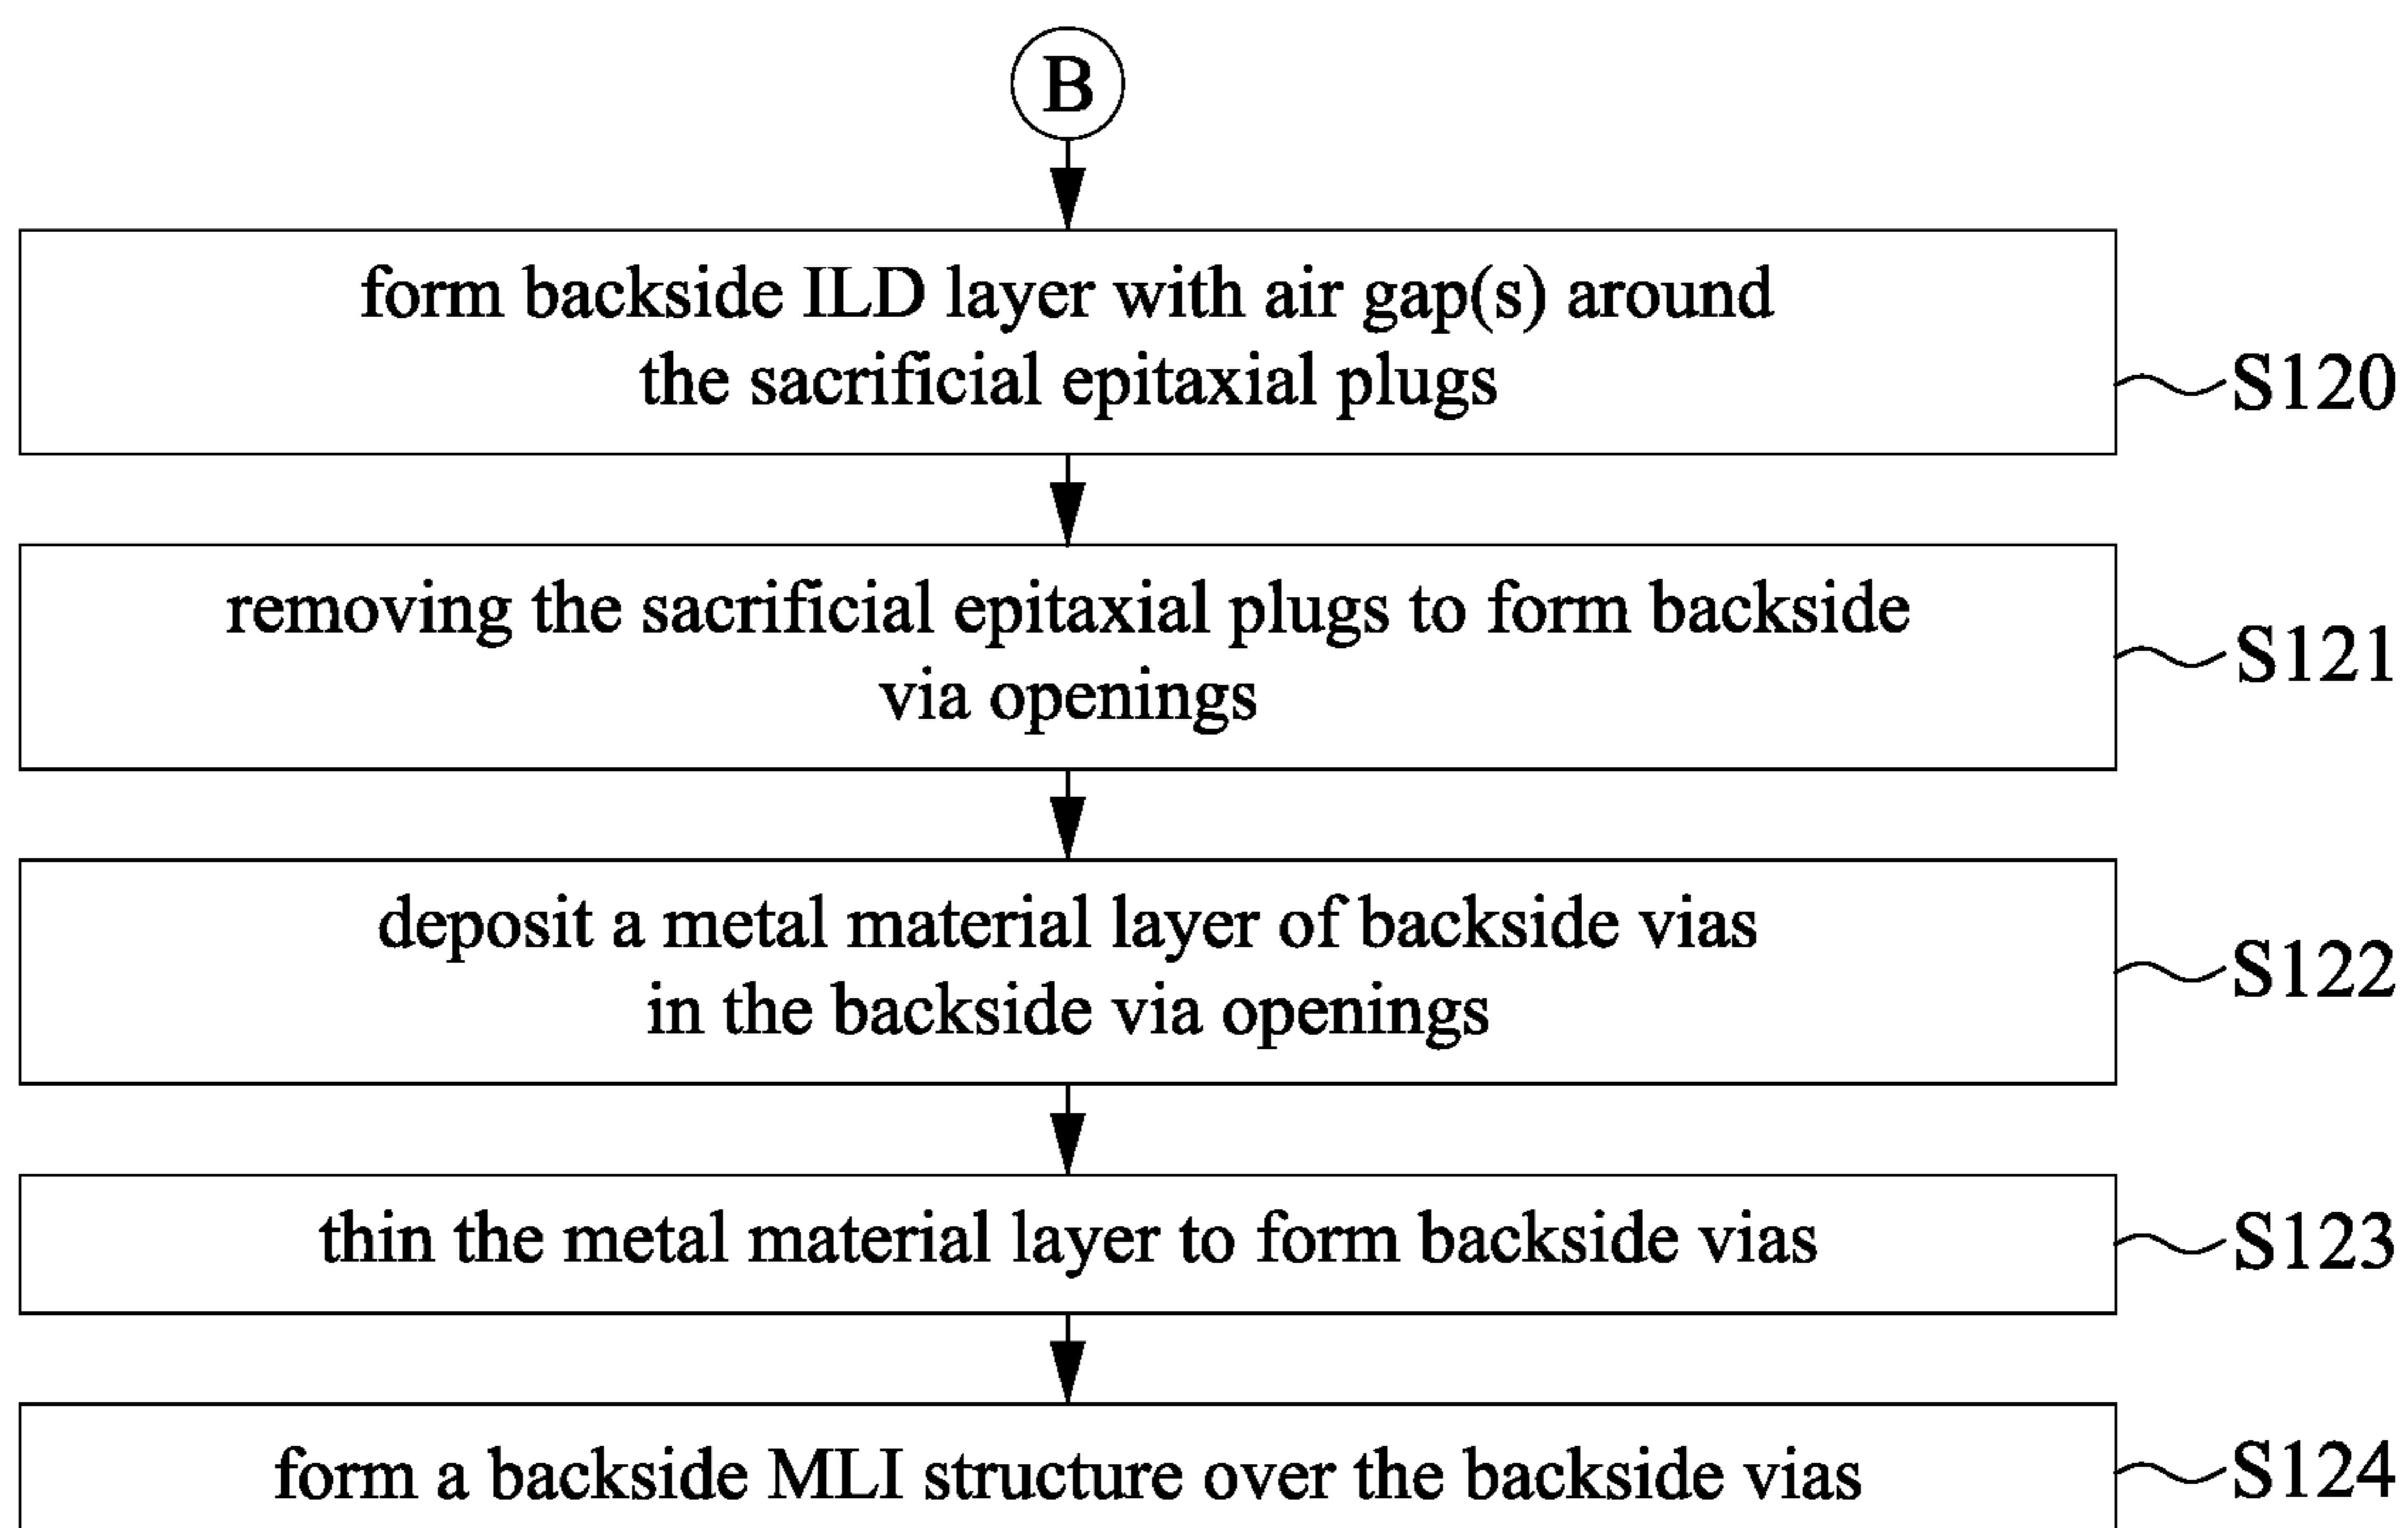 B
form backside ILD layer with air gap(s) around
the sacrificial epitaxial plugs
S120
removing the sacrificial epitaxial plugs to form backside
via openings
S121
deposit a metal material layer of backside vias
in the backside via openings
S122
thin the metal material layer to form backside vias
S123
form a backside MLI structure over the backside vias
S124